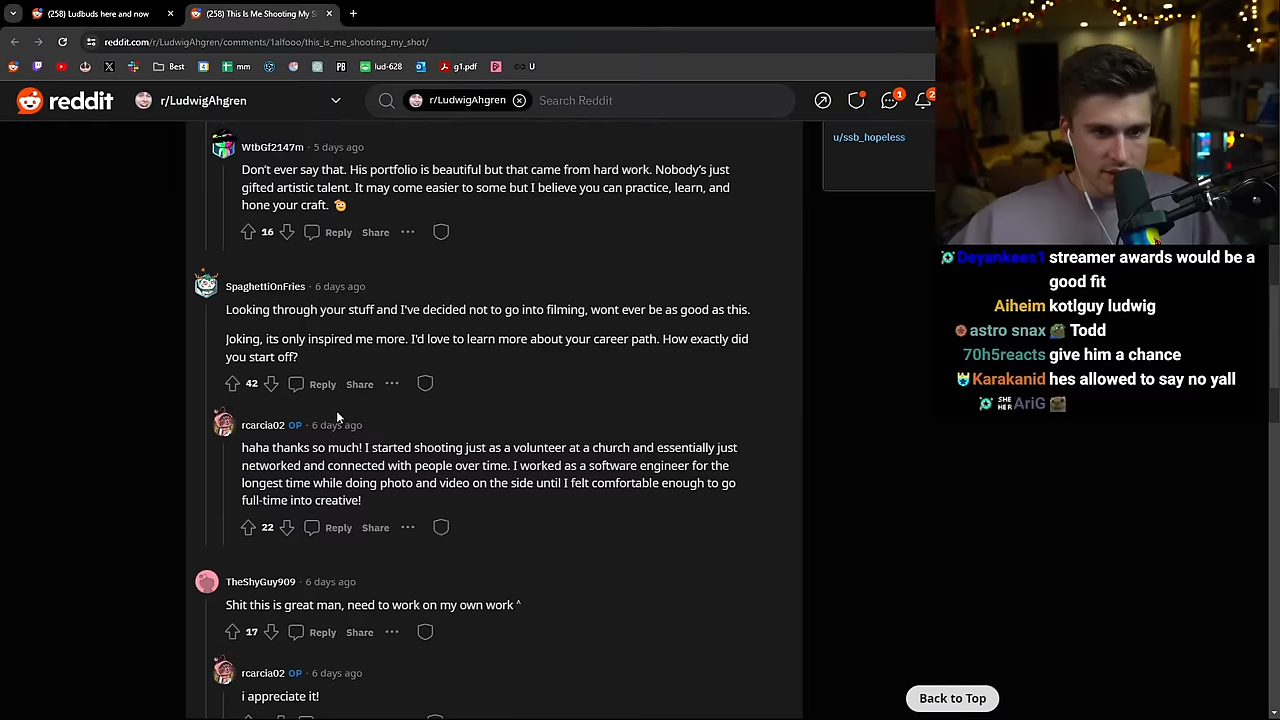 (258) Ludbuds here and now
(258) This Is Me Shooting My S
reddit.com/r/LudwigAhgren/comments/1alfooo/this_is_me_shooting_my_shot/
Best
mm
iud-628
g1.pdf
U
reddit
r/LudwigAhgren
r/LudwigAhgren
Search Reddit
1
2
u/ssb_hopeless
WtbGf2147m · 5 days ago
Don’t ever say that. His portfolio is beautiful but that came from hard work. Nobody’s just
gifted artistic talent. It may come easier to some but I believe you can practice, learn, and
hone your craft.
16 Reply Share
SpaghettiOnFries · 6 days ago
Looking through your stuff and I've decided not to go into filming, wont ever be as good as this.
Joking, its only inspired me more. I'd love to learn more about your career path. How exactly did
you start off?
42 Reply Share
rcarcia02 OP · 6 days ago
haha thanks so much! I started shooting just as a volunteer at a church and essentially just
networked and connected with people over time. I worked as a software engineer for the
longest time while doing photo and video on the side until I felt comfortable enough to go
full-time into creative!
22 Reply Share
TheShyGuy909 · 6 days ago
Shit this is great man, need to work on my own work ^
17 Reply Share
rcarcia02 OP · 6 days ago
i appreciate it!
Deyankees1 streamer awards would be a
good fit
Aiheim kotlguy ludwig
astro snax Todd
70h5reacts give him a chance
Karakanid hes allowed to say no yall
SHE
HER AriG
Back to Top